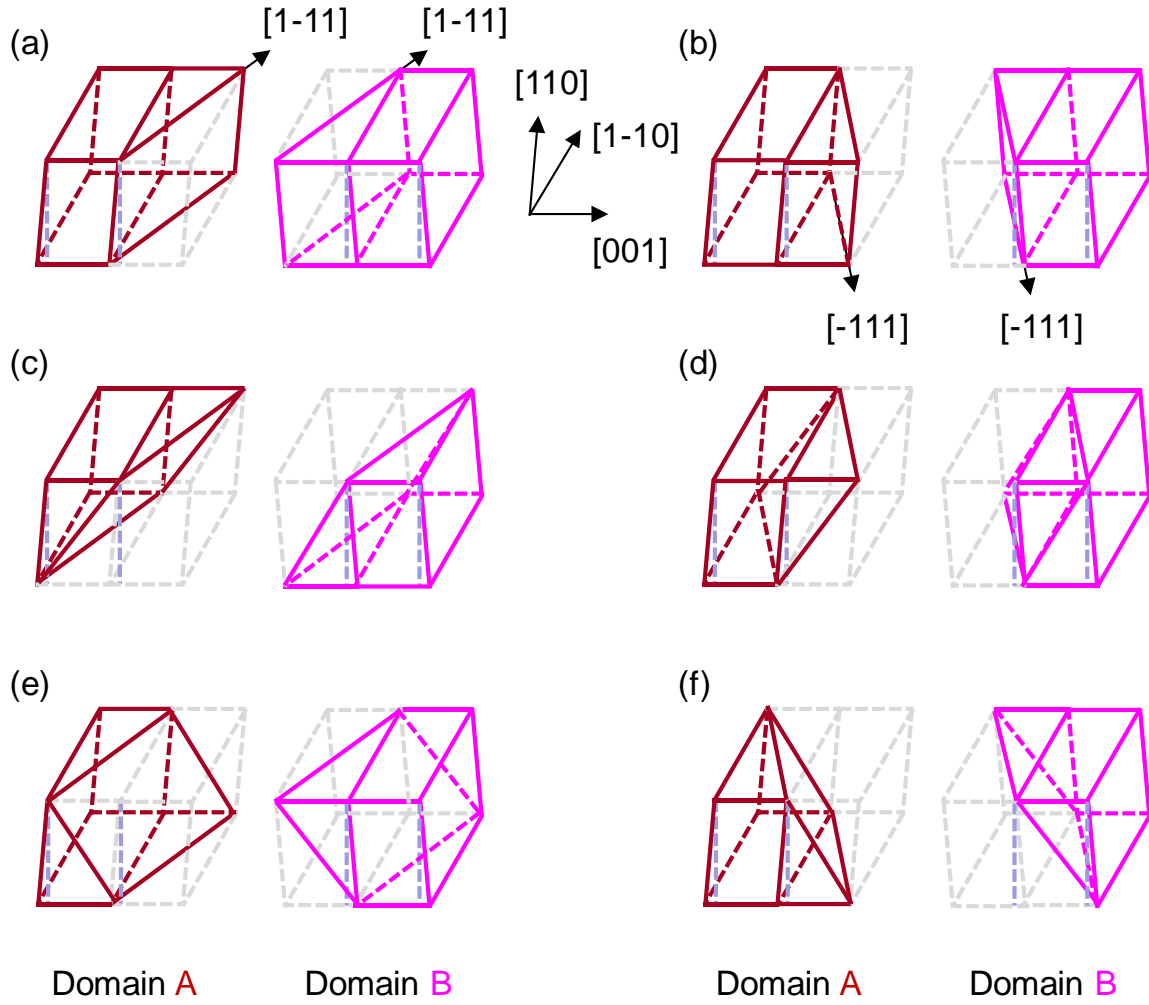 (a)
[1-11]
[1-11]
(b)
[110]
[1-10]
[001]
[-111]
[-111]
(c)
(d)
(e)
(f)
Domain A
Domain B
Domain A
Domain B